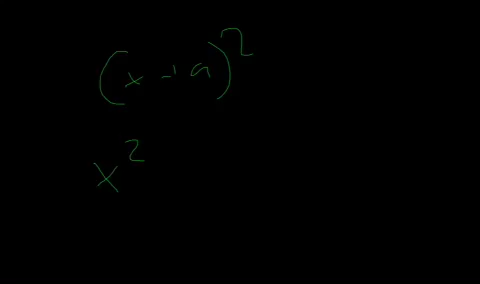 (x + a)²
x²